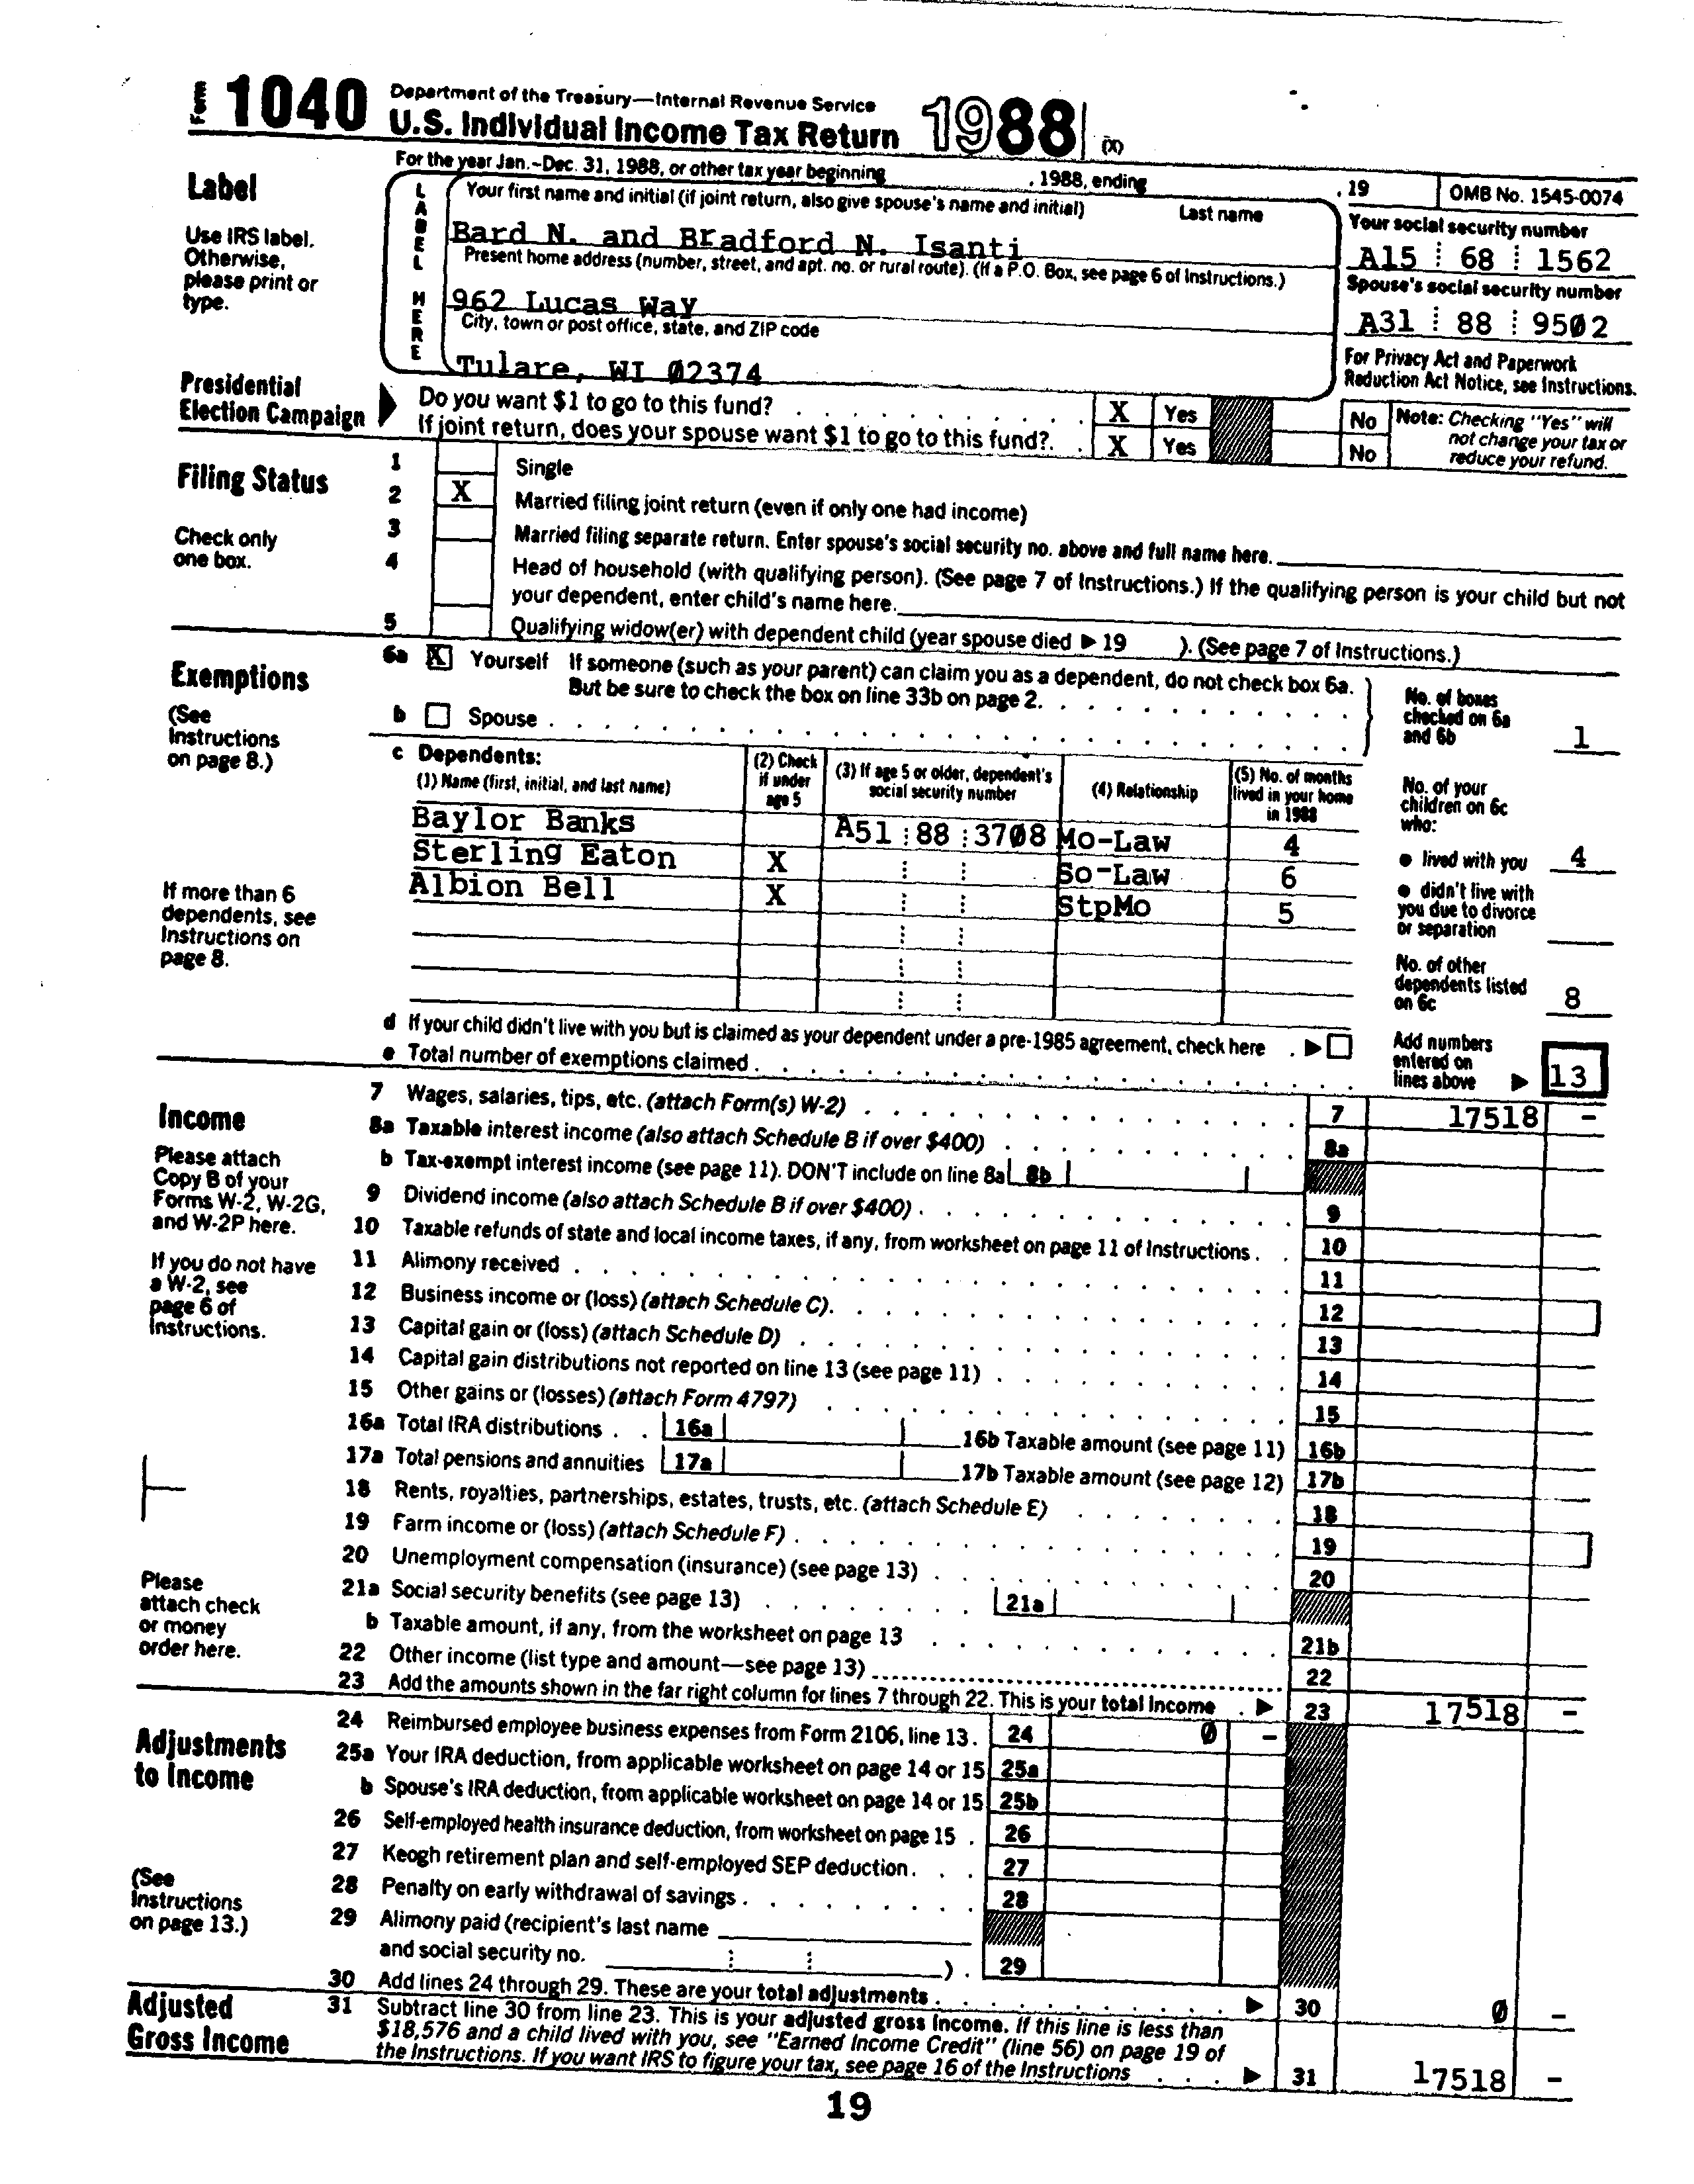 Form 1040 Department of the Treasury—Internal Revenue Service
U.S. Individual Income Tax Return 1988 (X)
For the year Jan.–Dec. 31, 1988, or other tax year beginning , 1988, ending , 19 OMB No. 1545-0074
Label
Use IRS label. Otherwise, please print or type.
LABEL HERE
Your first name and initial (if joint return, also give spouse's name and initial) Last name
Bard N. and Bradford N. Isanti
Your social security number
A15 68 1562
Present home address (number, street, and apt. no. or rural route). (If a P.O. Box, see page 6 of Instructions.)
962 Lucas Way
Spouse's social security number
A31 88 9502
City, town or post office, state, and ZIP code
Tulare, WI 02374
For Privacy Act and Paperwork Reduction Act Notice, see Instructions.
Presidential Election Campaign
Do you want $1 to go to this fund? X Yes No
If joint return, does your spouse want $1 to go to this fund? X Yes No
Note: Checking "Yes" will not change your tax or reduce your refund.
Filing Status
Check only one box.
1 Single
2 X Married filing joint return (even if only one had income)
3 Married filing separate return. Enter spouse's social security no. above and full name here.
4 Head of household (with qualifying person). (See page 7 of Instructions.) If the qualifying person is your child but not
your dependent, enter child's name here.
5 Qualifying widow(er) with dependent child (year spouse died ▶ 19 ). (See page 7 of Instructions.)
Exemptions
(See Instructions on page 8.)
6a X Yourself If someone (such as your parent) can claim you as a dependent, do not check box 6a.
But be sure to check the box on line 33b on page 2.
b Spouse
No. of boxes checked on 6a and 6b 1
c Dependents:
(1) Name (first, initial, and last name) (2) Check if under age 5 (3) If age 5 or older, dependent's social security number (4) Relationship (5) No. of months lived in your home in 1988
Baylor Banks A51 88 3708 Mo-Law 4
Sterling Eaton X So-Law 6
Albion Bell X StpMo 5
If more than 6 dependents, see Instructions on page 8.
No. of your children on 6c who:
● lived with you 4
● didn't live with you due to divorce or separation
No. of other dependents listed on 6c 8
d If your child didn't live with you but is claimed as your dependent under a pre-1985 agreement, check here ▶
e Total number of exemptions claimed
Add numbers entered on lines above ▶ 13
Income
Please attach Copy B of your Forms W-2, W-2G, and W-2P here.
If you do not have a W-2, see page 6 of Instructions.
Please attach check or money order here.
7 Wages, salaries, tips, etc. (attach Form(s) W-2) 7 17518 –
8a Taxable interest income (also attach Schedule B if over $400) 8a
b Tax-exempt interest income (see page 11). DON'T include on line 8a 8b
9 Dividend income (also attach Schedule B if over $400) 9
10 Taxable refunds of state and local income taxes, if any, from worksheet on page 11 of Instructions 10
11 Alimony received 11
12 Business income or (loss) (attach Schedule C) 12
13 Capital gain or (loss) (attach Schedule D) 13
14 Capital gain distributions not reported on line 13 (see page 11) 14
15 Other gains or (losses) (attach Form 4797) 15
16a Total IRA distributions 16a 16b Taxable amount (see page 11) 16b
17a Total pensions and annuities 17a 17b Taxable amount (see page 12) 17b
18 Rents, royalties, partnerships, estates, trusts, etc. (attach Schedule E) 18
19 Farm income or (loss) (attach Schedule F) 19
20 Unemployment compensation (insurance) (see page 13) 20
21a Social security benefits (see page 13) 21a
b Taxable amount, if any, from the worksheet on page 13 21b
22 Other income (list type and amount—see page 13) 22
23 Add the amounts shown in the far right column for lines 7 through 22. This is your total income ▶ 23 17518 –
Adjustments to Income
(See Instructions on page 13.)
24 Reimbursed employee business expenses from Form 2106, line 13. 24 0 –
25a Your IRA deduction, from applicable worksheet on page 14 or 15 25a
b Spouse's IRA deduction, from applicable worksheet on page 14 or 15 25b
26 Self-employed health insurance deduction, from worksheet on page 15 26
27 Keogh retirement plan and self-employed SEP deduction 27
28 Penalty on early withdrawal of savings 28
29 Alimony paid (recipient's last name
and social security no. ) 29
30 Add lines 24 through 29. These are your total adjustments ▶ 30 0 –
Adjusted Gross Income
31 Subtract line 30 from line 23. This is your adjusted gross income. If this line is less than
$18,576 and a child lived with you, see "Earned Income Credit" (line 56) on page 19 of
the Instructions. If you want IRS to figure your tax, see page 16 of the Instructions ▶ 31 17518 –
19